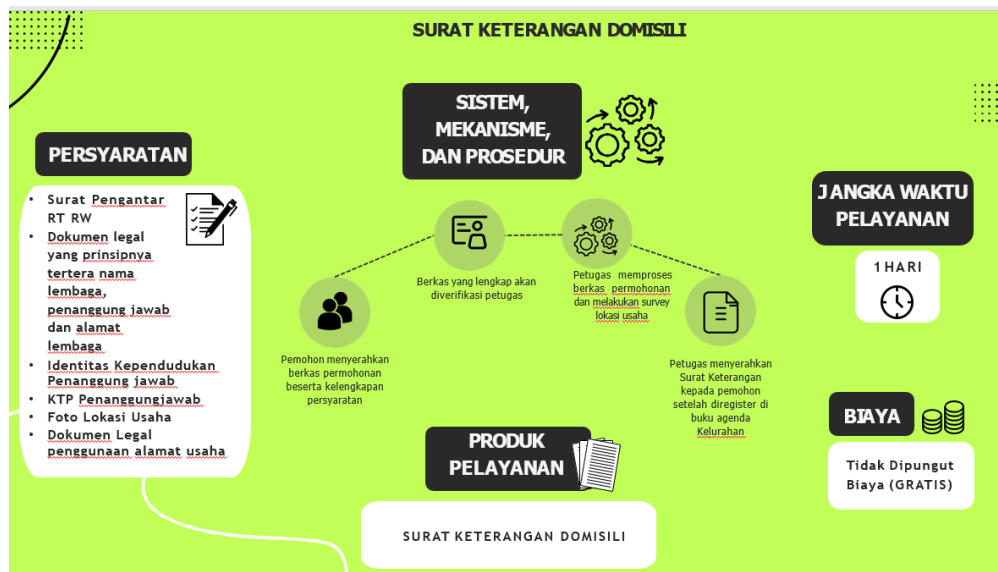 SURAT KETERANGAN DOMISILI
PERSYARATAN
• Surat Pengantar
RT RW
• Dokumen legal
yang prinsipnya
tertera nama
lembaga,
penanggung jawab
dan alamat
lembaga
• Identitas Kependudukan
Penanggung jawab
• KTP Penanggungjawab
• Foto Lokasi Usaha
• Dokumen Legal
penggunaan alamat usaha
SISTEM,
MEKANISME,
DAN PROSEDUR
Pemohon menyerahkan
berkas permohonan
beserta kelengkapan
persyaratan
Berkas yang lengkap akan
diverifikasi petugas
Petugas memproses
berkas permohonan
dan melakukan survey
lokasi usaha
Petugas menyerahkan
Surat Keterangan
kepada pemohon
setelah diregister di
buku agenda
Kelurahan
PRODUK
PELAYANAN
SURAT KETERANGAN DOMISILI
JANGKA WAKTU
PELAYANAN
1 HARI
BIAYA
Tidak Dipungut
Biaya (GRATIS)